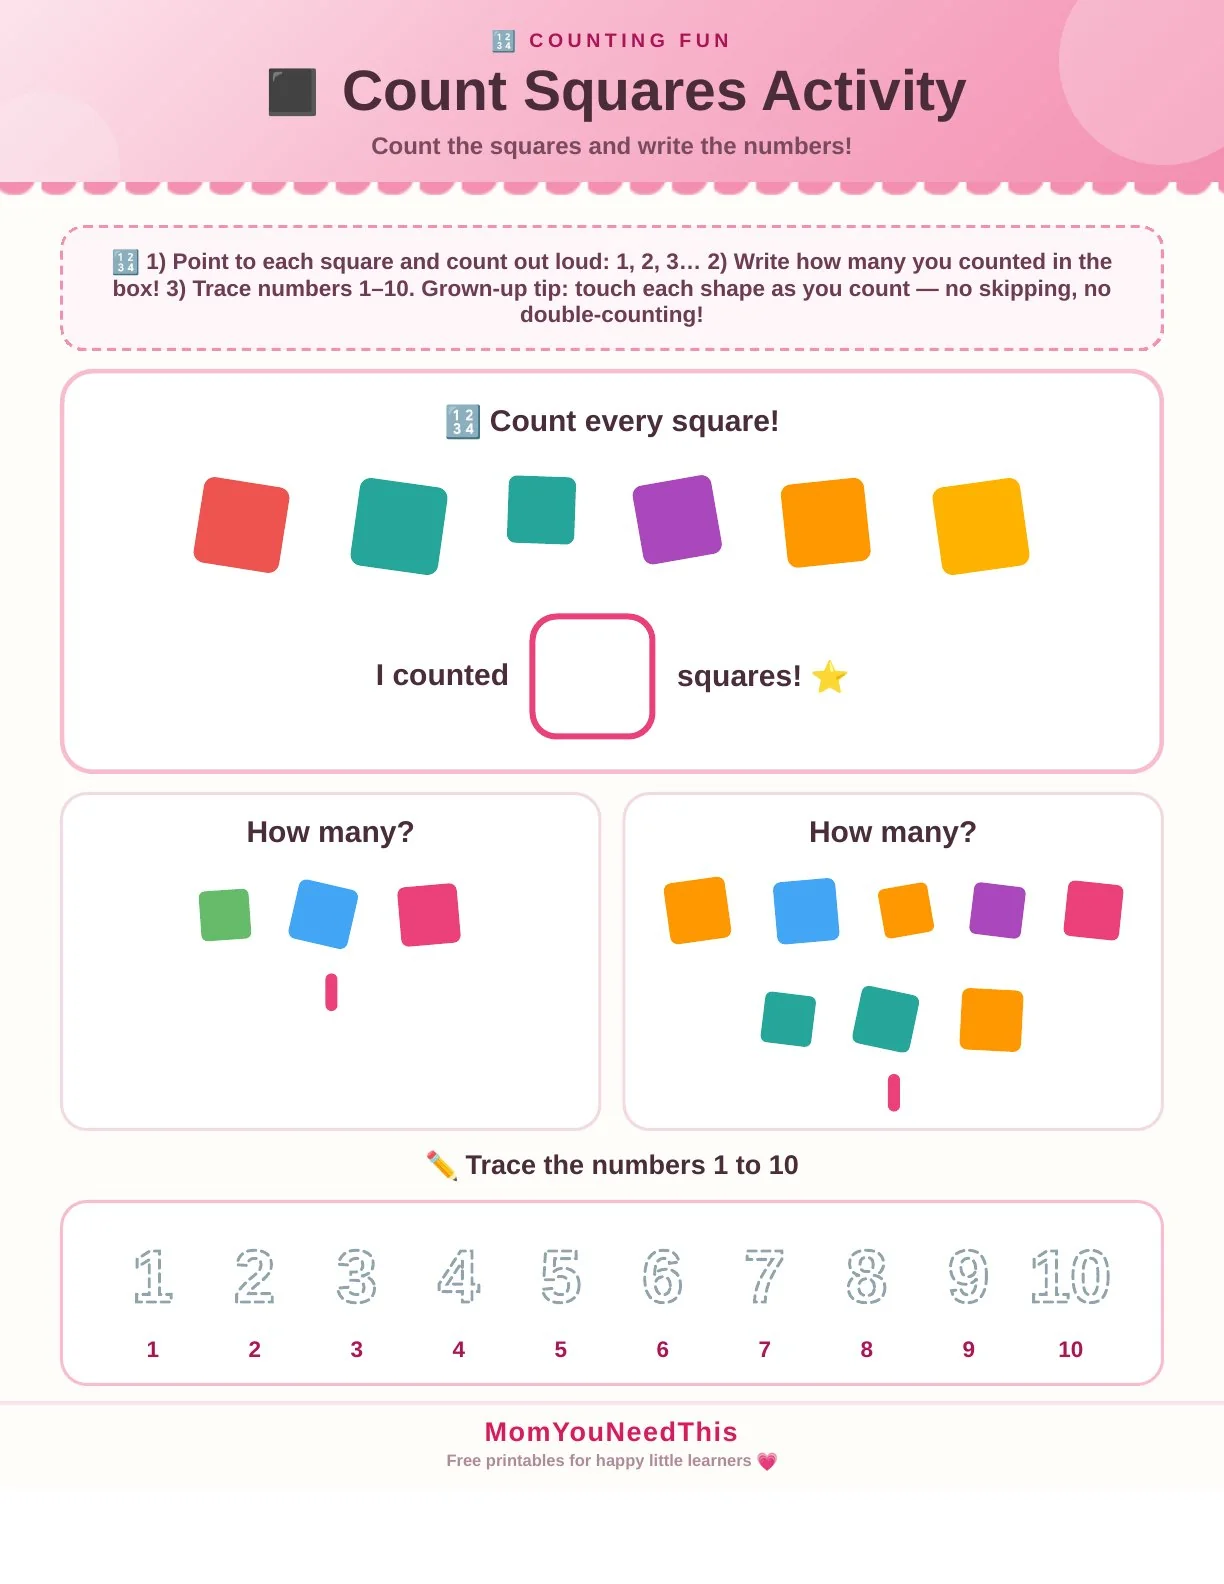 🔢 COUNTING FUN
⬛ Count Squares Activity
Count the squares and write the numbers!
🔢 1) Point to each square and count out loud: 1, 2, 3… 2) Write how many you counted in the
box! 3) Trace numbers 1–10. Grown-up tip: touch each shape as you count — no skipping, no
double-counting!
🔢 Count every square!
I counted squares! ⭐
How many?
How many?
✏️ Trace the numbers 1 to 10
1 2 3 4 5 6 7 8 9 10
1 2 3 4 5 6 7 8 9 10
MomYouNeedThis
Free printables for happy little learners 💗